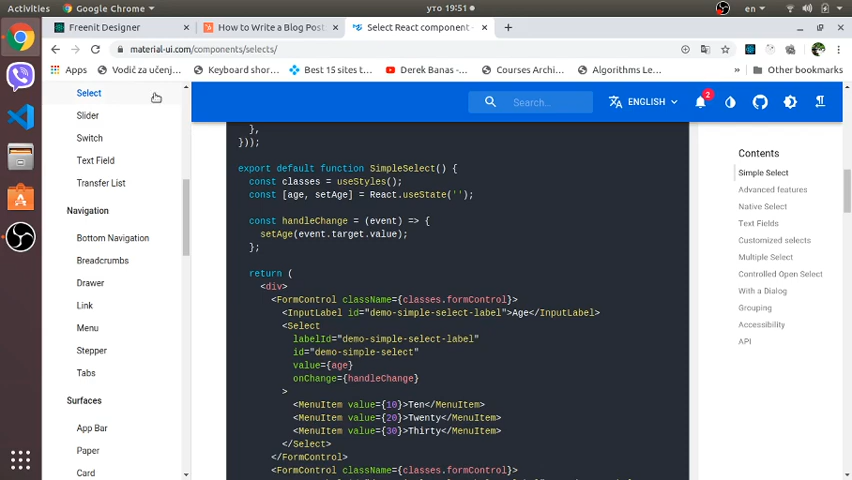 Activities
Google Chrome
уто 19:51
en
Freenit Designer
How to Write a Blog Post
Select React component -
material-ui.com/components/selects/
Apps
Vodič za učenj...
Keyboard shor...
Best 15 sites t...
Derek Banas -...
Courses Archi...
Algorithms Le...
»
Other bookmarks
Select
Slider
Switch
Text Field
Transfer List
Navigation
Bottom Navigation
Breadcrumbs
Drawer
Link
Menu
Stepper
Tabs
Surfaces
App Bar
Paper
Card
Search...
ENGLISH
2
},
}));
export default function SimpleSelect() {
const classes = useStyles();
const [age, setAge] = React.useState('');
const handleChange = (event) => {
setAge(event.target.value);
};
return (
<div>
<FormControl className={classes.formControl}>
<InputLabel id="demo-simple-select-label">Age</InputLabel>
<Select
labelId="demo-simple-select-label"
id="demo-simple-select"
value={age}
onChange={handleChange}
>
<MenuItem value={10}>Ten</MenuItem>
<MenuItem value={20}>Twenty</MenuItem>
<MenuItem value={30}>Thirty</MenuItem>
</Select>
</FormControl>
<FormControl className={classes.formControl}>
Contents
Simple Select
Advanced features
Native Select
Text Fields
Customized selects
Multiple Select
Controlled Open Select
With a Dialog
Grouping
Accessibility
API